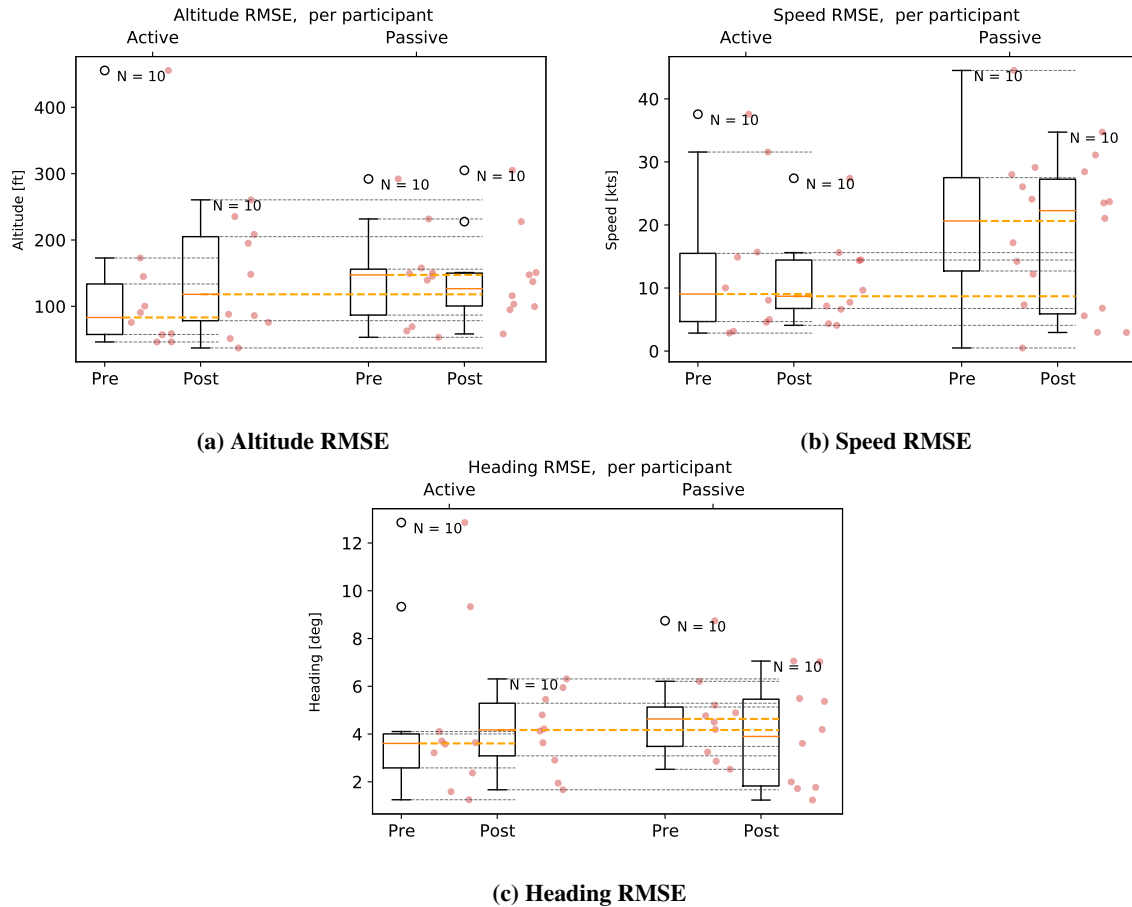 Altitude RMSE,  per participant
Active Passive
Altitude [ft]
400
300
200
100
N = 10
N = 10
N = 10
N = 10
Pre Post Pre Post
(a) Altitude RMSE
Speed RMSE,  per participant
Active Passive
Speed [kts]
40
30
20
10
0
N = 10
N = 10
N = 10
N = 10
Pre Post Pre Post
(b) Speed RMSE
Heading RMSE,  per participant
Active Passive
Heading [deg]
12
10
8
6
4
2
N = 10
N = 10
N = 10
N = 10
Pre Post Pre Post
(c) Heading RMSE